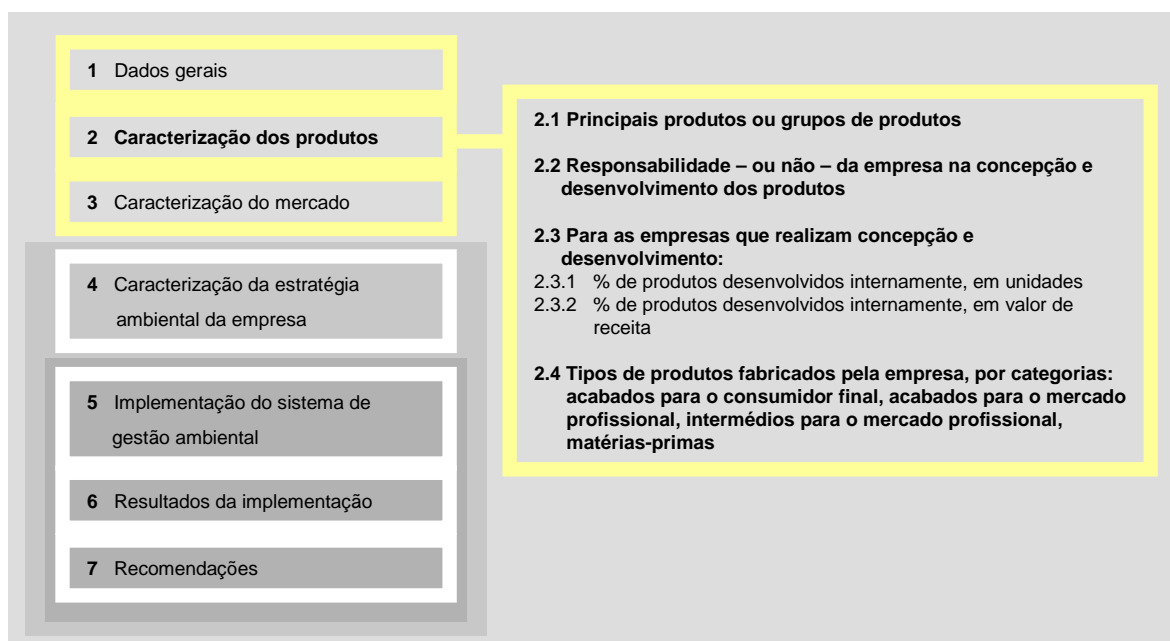 1 Dados gerais
2 Caracterização dos produtos
3 Caracterização do mercado
4 Caracterização da estratégia
ambiental da empresa
5 Implementação do sistema de
gestão ambiental
6 Resultados da implementação
7 Recomendações
2.1 Principais produtos ou grupos de produtos
2.2 Responsabilidade – ou não – da empresa na concepção e
desenvolvimento dos produtos
2.3 Para as empresas que realizam concepção e
desenvolvimento:
2.3.1 % de produtos desenvolvidos internamente, em unidades
2.3.2 % de produtos desenvolvidos internamente, em valor de
receita
2.4 Tipos de produtos fabricados pela empresa, por categorias:
acabados para o consumidor final, acabados para o mercado
profissional, intermédios para o mercado profissional,
matérias-primas